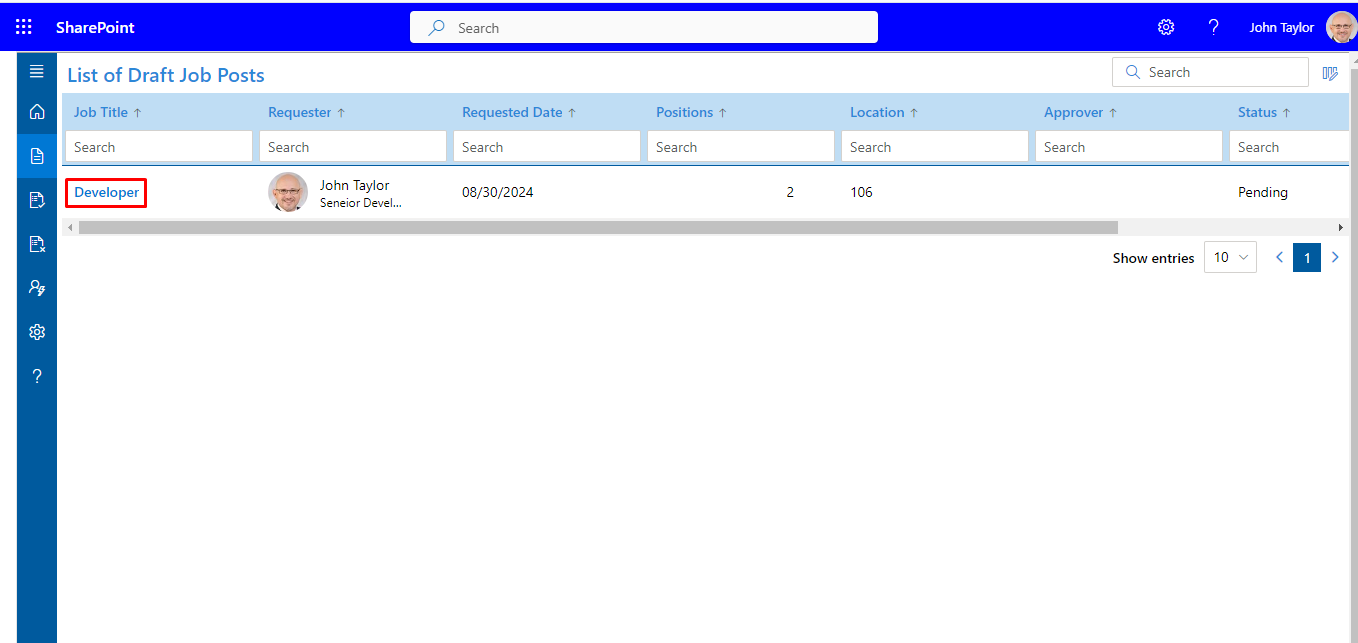 SharePoint Search ? John Taylor
List of Draft Job Posts Search
Job Title ↑ Requester ↑ Requested Date ↑ Positions ↑ Location ↑ Approver ↑ Status ↑
Search Search Search Search Search Search Search
Developer John Taylor 08/30/2024 2 106 Pending
Seneior Devel...
Show entries 10 1
?